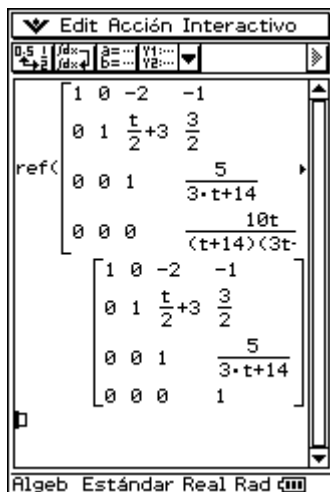 Edit Acción Interactivo
ref(
1 0 -2 -1
0 1 t/2+3 3/2
0 0 1 5/(3·t+14)
0 0 0 10t/((t+14)(3t-
1 0 -2 -1
0 1 t/2+3 3/2
0 0 1 5/(3·t+14)
0 0 0 1
Algeb Estándar Real Rad